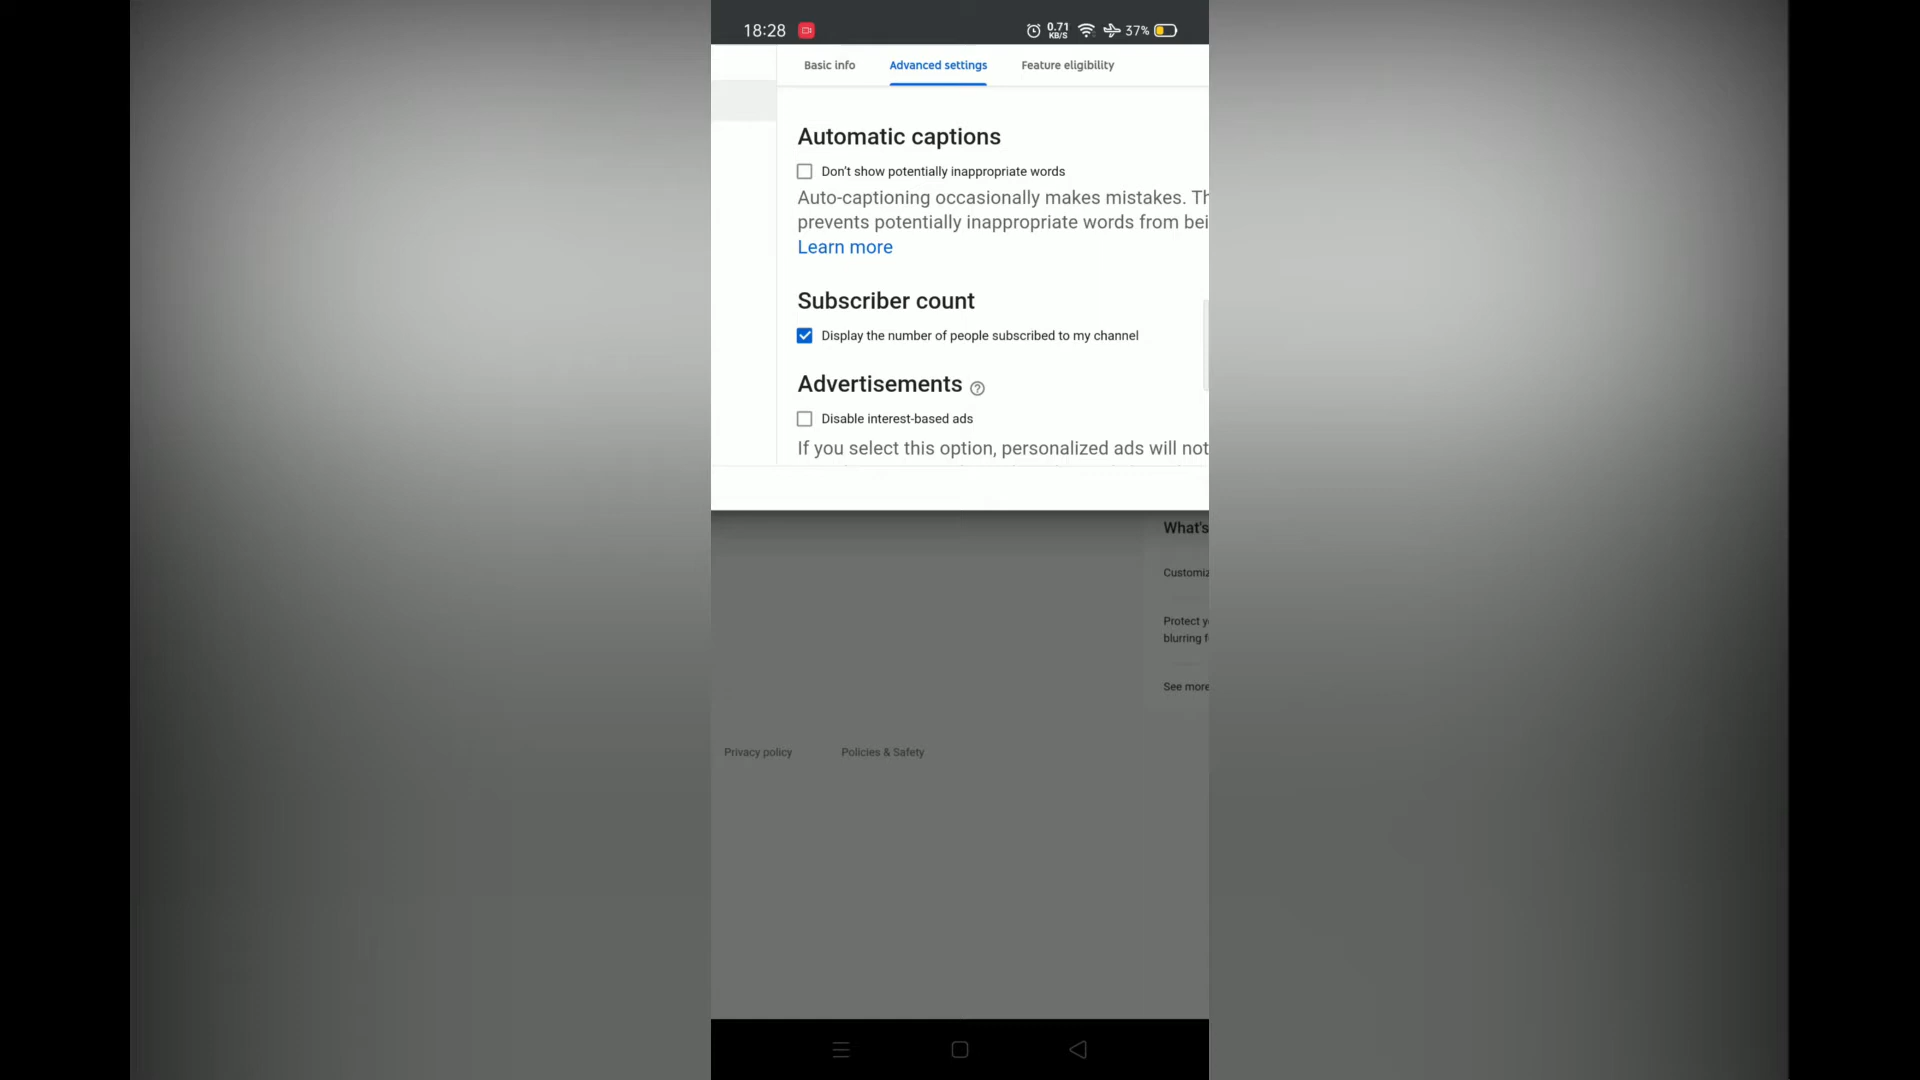 18:28 0.71 KB/S 37%
Basic info Advanced settings Feature eligibility
Automatic captions
Don't show potentially inappropriate words
Auto-captioning occasionally makes mistakes.
prevents potentially inappropriate words from
Learn more
Subscriber count
Display the number of people subscribed to my channel
Advertisements
Disable interest-based ads
If you select this option, personalized ads will not
What's
Protect
blurring
See more
Privacy policy Policies & Safety